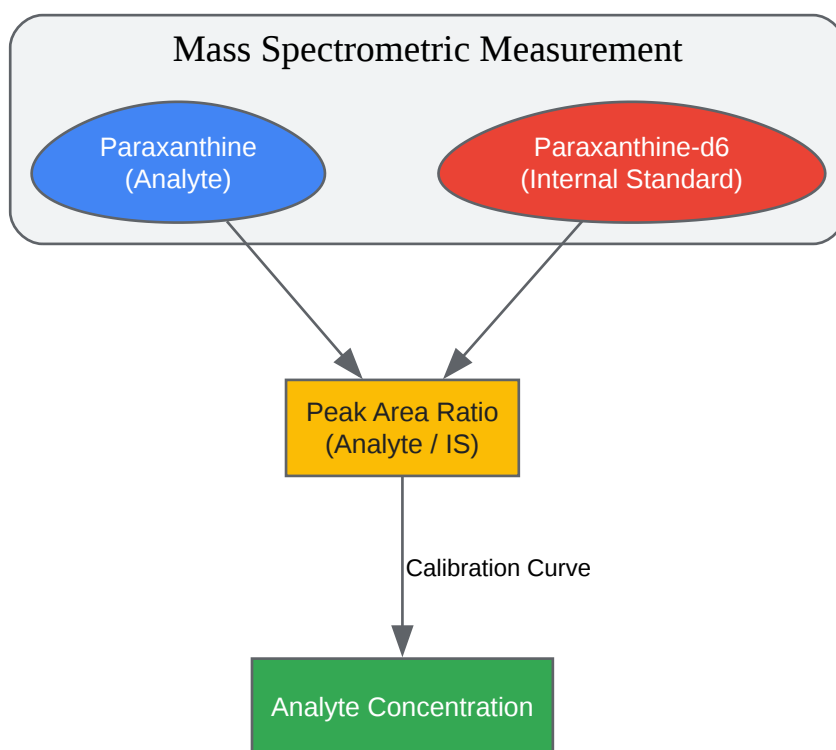 Mass Spectrometric Measurement
Paraxanthine
(Analyte)
Paraxanthine-d6
(Internal Standard)
Peak Area Ratio
(Analyte / IS)
Calibration Curve
Analyte Concentration